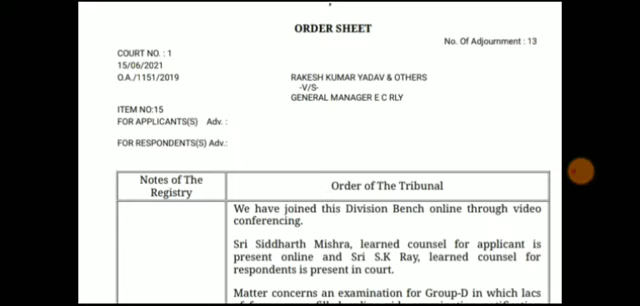 ORDER SHEET
No. Of Adjournment : 13
COURT NO. : 1
15/06/2021
O.A./1151/2019
RAKESH KUMAR YADAV & OTHERS
-V/S-
GENERAL MANAGER E C RLY
ITEM NO:15
FOR APPLICANTS(S) Adv. :
FOR RESPONDENTS(S) Adv.:
Notes of The
Registry
Order of The Tribunal
We have joined this Division Bench online through video
conferencing.
Sri Siddharth Mishra, learned counsel for applicant is
present online and Sri S.K Ray, learned counsel for
respondents is present in court.
Matter concerns an examination for Group-D in which lacs